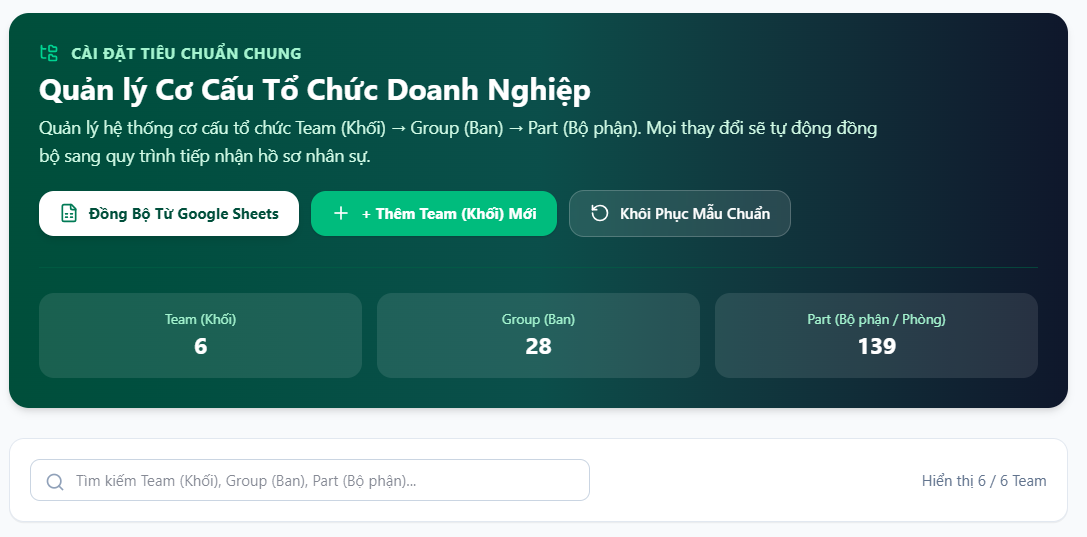 CÀI ĐẶT TIÊU CHUẨN CHUNG
Quản lý Cơ Cấu Tổ Chức Doanh Nghiệp
Quản lý hệ thống cơ cấu tổ chức Team (Khối) → Group (Ban) → Part (Bộ phận). Mọi thay đổi sẽ tự động đồng
bộ sang quy trình tiếp nhận hồ sơ nhân sự.
Đồng Bộ Từ Google Sheets
+ Thêm Team (Khối) Mới
Khôi Phục Mẫu Chuẩn
Team (Khối)
6
Group (Ban)
28
Part (Bộ phận / Phòng)
139
Tìm kiếm Team (Khối), Group (Ban), Part (Bộ phận)...
Hiển thị 6 / 6 Team